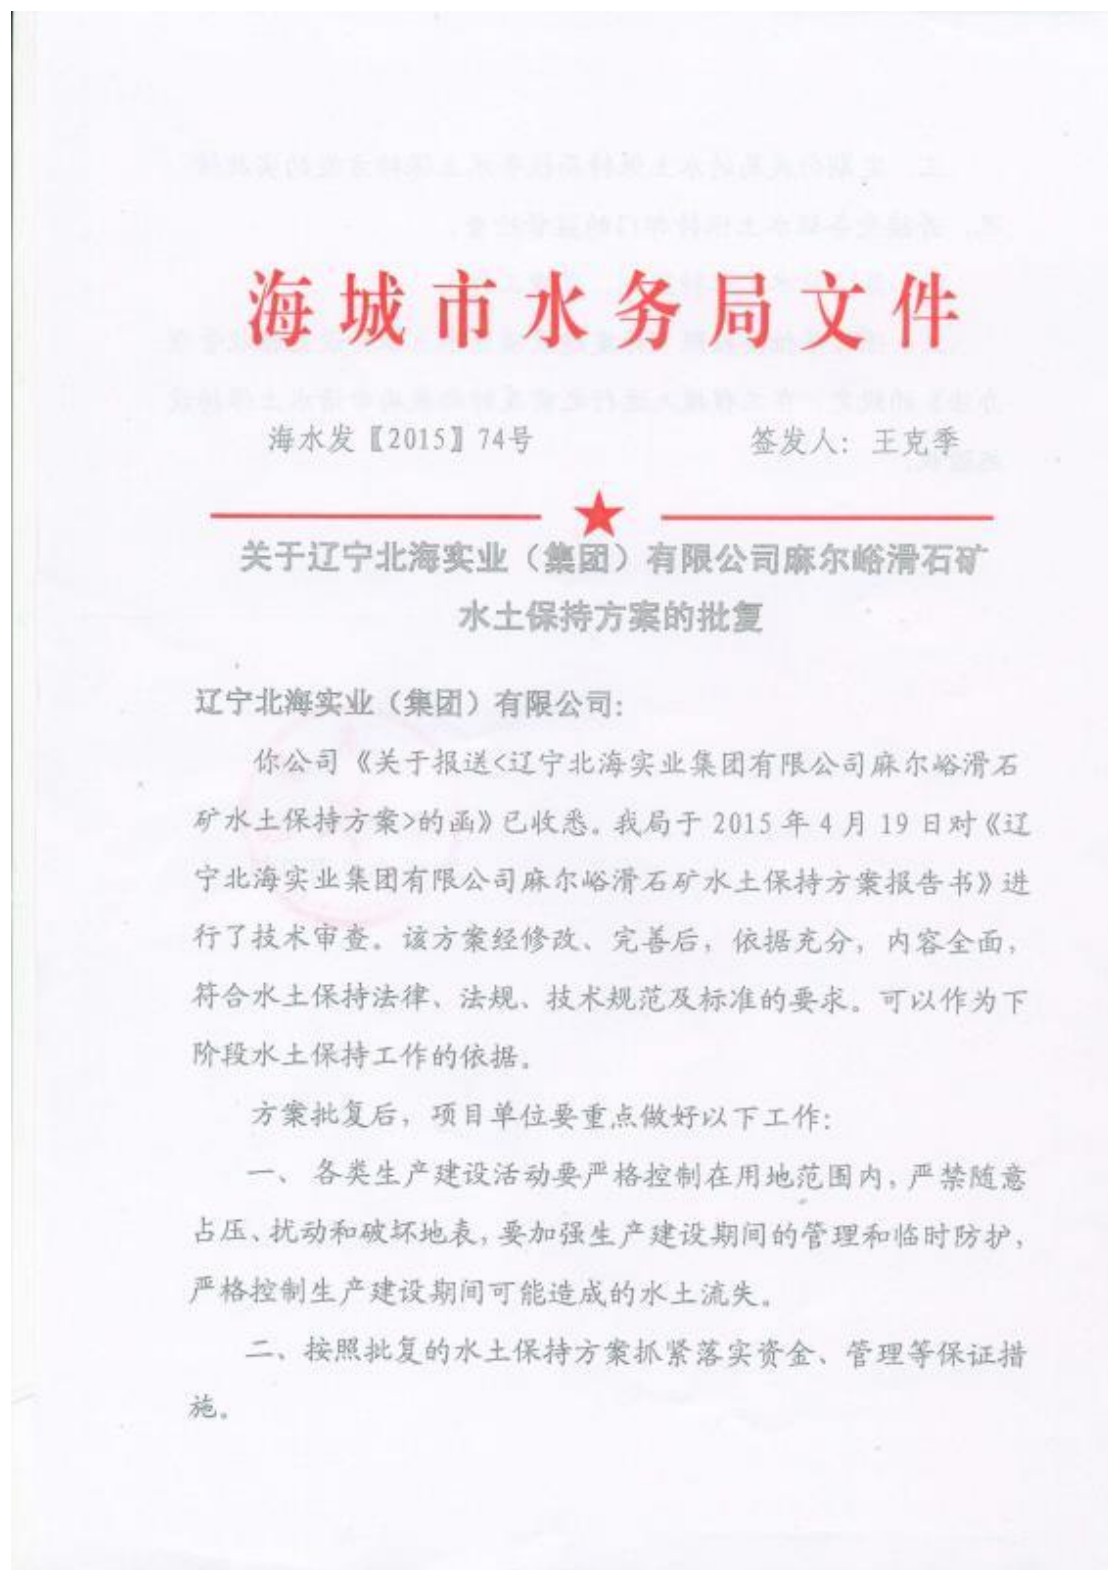 海城市水务局文件
海水发〖2015〗74号 签发人：王克季
关于辽宁北海实业（集团）有限公司麻尔峪滑石矿
水土保持方案的批复
辽宁北海实业（集团）有限公司：
你公司《关于报送<辽宁北海实业集团有限公司麻尔峪滑石
矿水土保持方案>的函》已收悉。我局于 2015 年 4 月 19 日对《辽
宁北海实业集团有限公司麻尔峪滑石矿水土保持方案报告书》进
行了技术审查。该方案经修改、完善后，依据充分，内容全面，
符合水土保持法律、法规、技术规范及标准的要求。可以作为下
阶段水土保持工作的依据。
方案批复后，项目单位要重点做好以下工作：
一、 各类生产建设活动要严格控制在用地范围内，严禁随意
占压、扰动和破坏地表，要加强生产建设期间的管理和临时防护，
严格控制生产建设期间可能造成的水土流失。
二、按照批复的水土保持方案抓紧落实资金、管理等保证措
施。